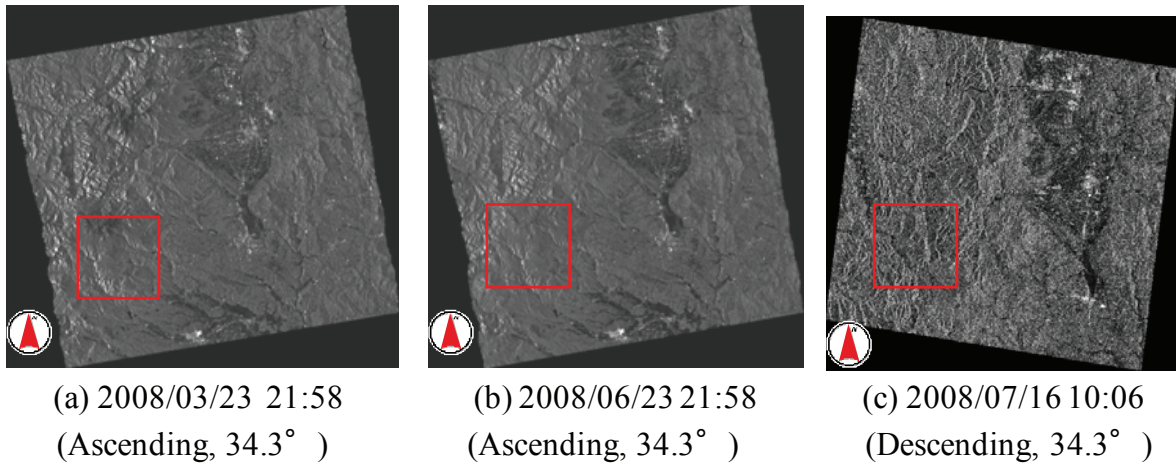 (a) 2008/03/23 21:58
(Ascending, 34.3° )
(b) 2008/06/23 21:58
(Ascending, 34.3° )
(c) 2008/07/16 10:06
(Descending, 34.3° )